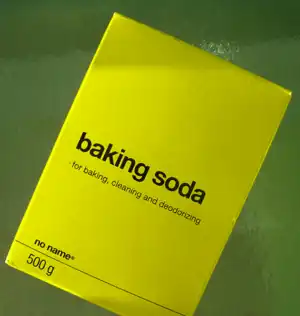 baking soda
for baking, cleaning and deodorizing
no name®
500 g